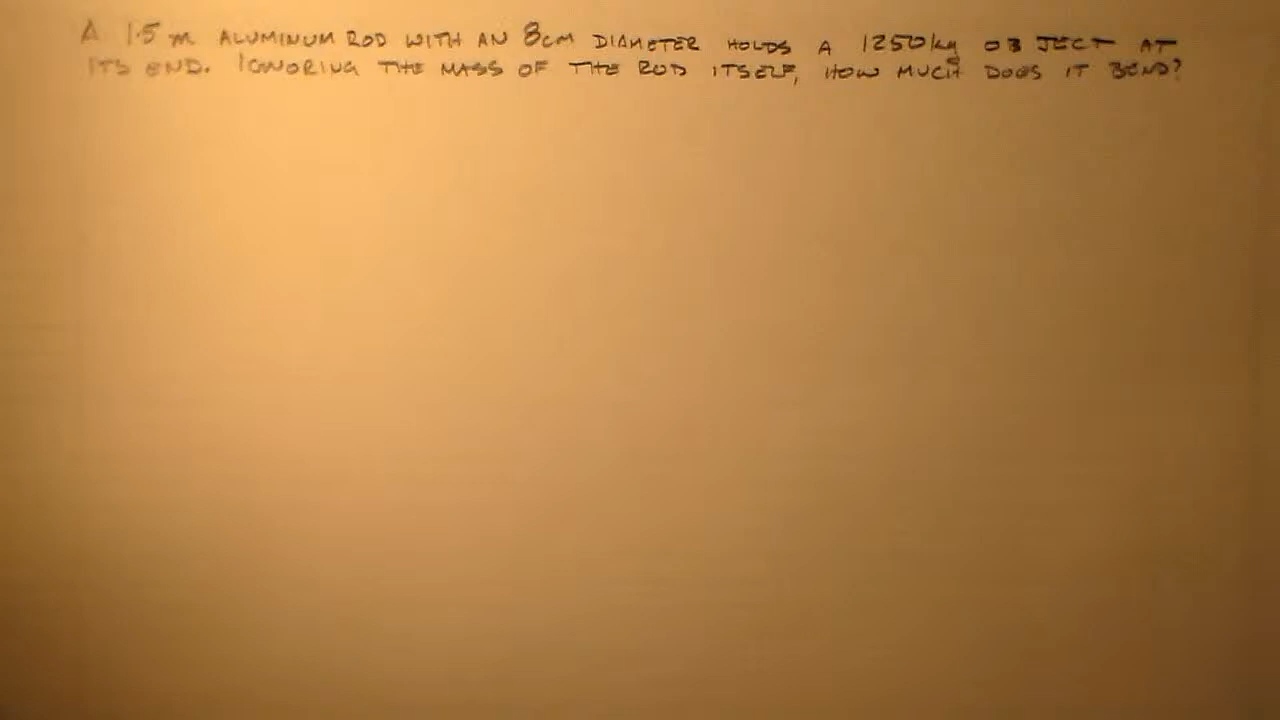 A 1.5 m ALUMINUM ROD WITH AN 8cm DIAMETER HOLDS A 1250kg OBJECT AT
ITS END. IGNORING THE MASS OF THE ROD ITSELF, HOW MUCH DOES IT BEND?